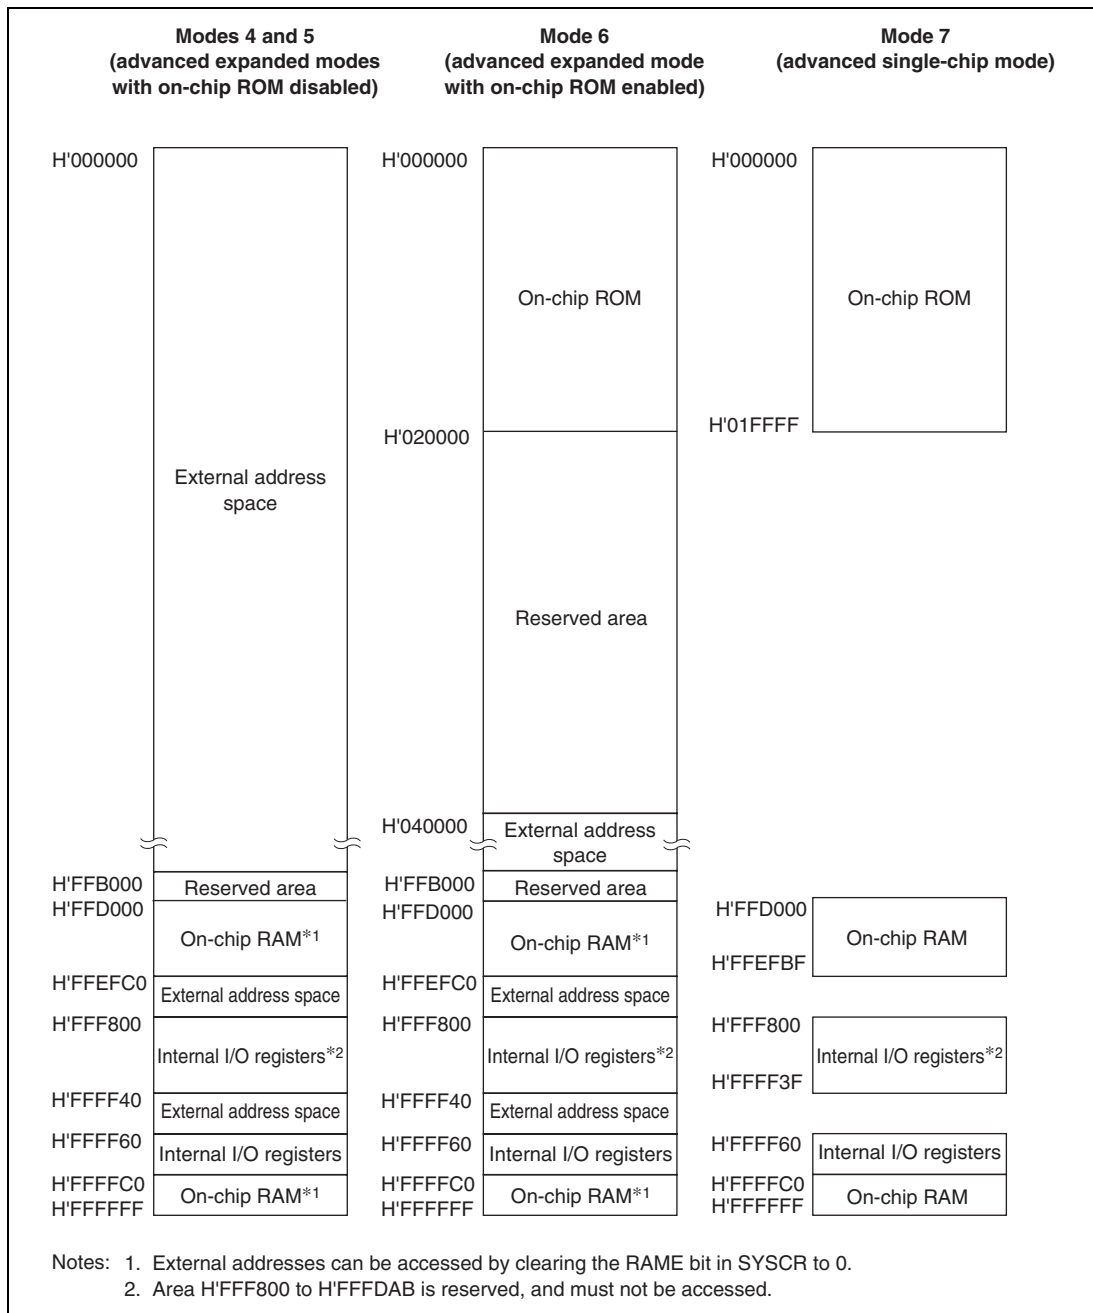 Modes 4 and 5
(advanced expanded modes
with on-chip ROM disabled)
Mode 6
(advanced expanded mode
with on-chip ROM enabled)
Mode 7
(advanced single-chip mode)
H'000000
External address
space
H'FFB000
Reserved area
H'FFD000
On-chip RAM*1
H'FFEFC0
External address space
H'FFF800
Internal I/O registers*2
H'FFFF40
External address space
H'FFFF60
Internal I/O registers
H'FFFFC0
On-chip RAM*1
H'FFFFFF
H'000000
On-chip ROM
H'020000
Reserved area
H'040000
External address
space
H'FFB000
Reserved area
H'FFD000
On-chip RAM*1
H'FFEFC0
External address space
H'FFF800
Internal I/O registers*2
H'FFFF40
External address space
H'FFFF60
Internal I/O registers
H'FFFFC0
On-chip RAM*1
H'FFFFFF
H'000000
On-chip ROM
H'01FFFF
H'FFD000
On-chip RAM
H'FFEFBF
H'FFF800
Internal I/O registers*2
H'FFFF3F
H'FFFF60
Internal I/O registers
H'FFFFC0
On-chip RAM
H'FFFFFF
Notes: 1. External addresses can be accessed by clearing the RAME bit in SYSCR to 0.
2. Area H'FFF800 to H'FFFDAB is reserved, and must not be accessed.